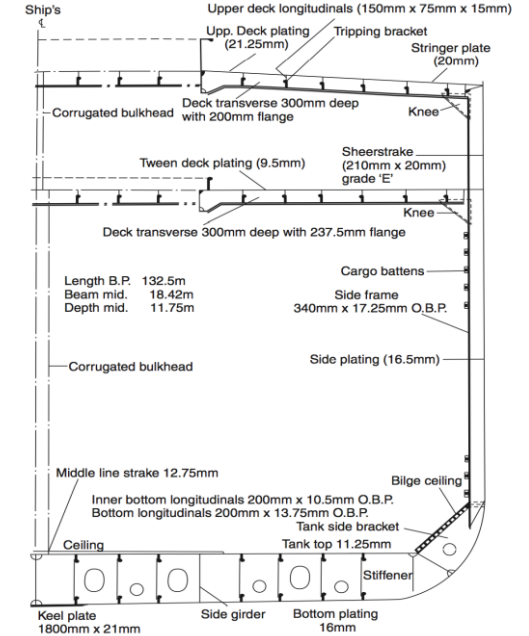 Ship's
℄
Upper deck longitudinals (150mm x 75mm x 15mm)
Upp. Deck plating
(21.25mm)
Tripping bracket
Stringer plate
(20mm)
Corrugated bulkhead
Deck transverse 300mm deep
with 200mm flange
Knee
Tween deck plating (9.5mm)
Sheerstrake
(210mm x 20mm)
grade 'E'
Knee
Deck transverse 300mm deep with 237.5mm flange
Length B.P. 132.5m
Beam mid. 18.42m
Depth mid. 11.75m
Cargo battens
Side frame
340mm x 17.25mm O.B.P.
Corrugated bulkhead
Side plating (16.5mm)
Middle line strake 12.75mm
Bilge ceiling
Inner bottom longitudinals 200mm x 10.5mm O.B.P.
Bottom longitudinals 200mm x 13.75mm O.B.P.
Tank side bracket
Ceiling
Tank top 11.25mm
Stiffener
Keel plate
1800mm x 21mm
Side girder
Bottom plating
16mm